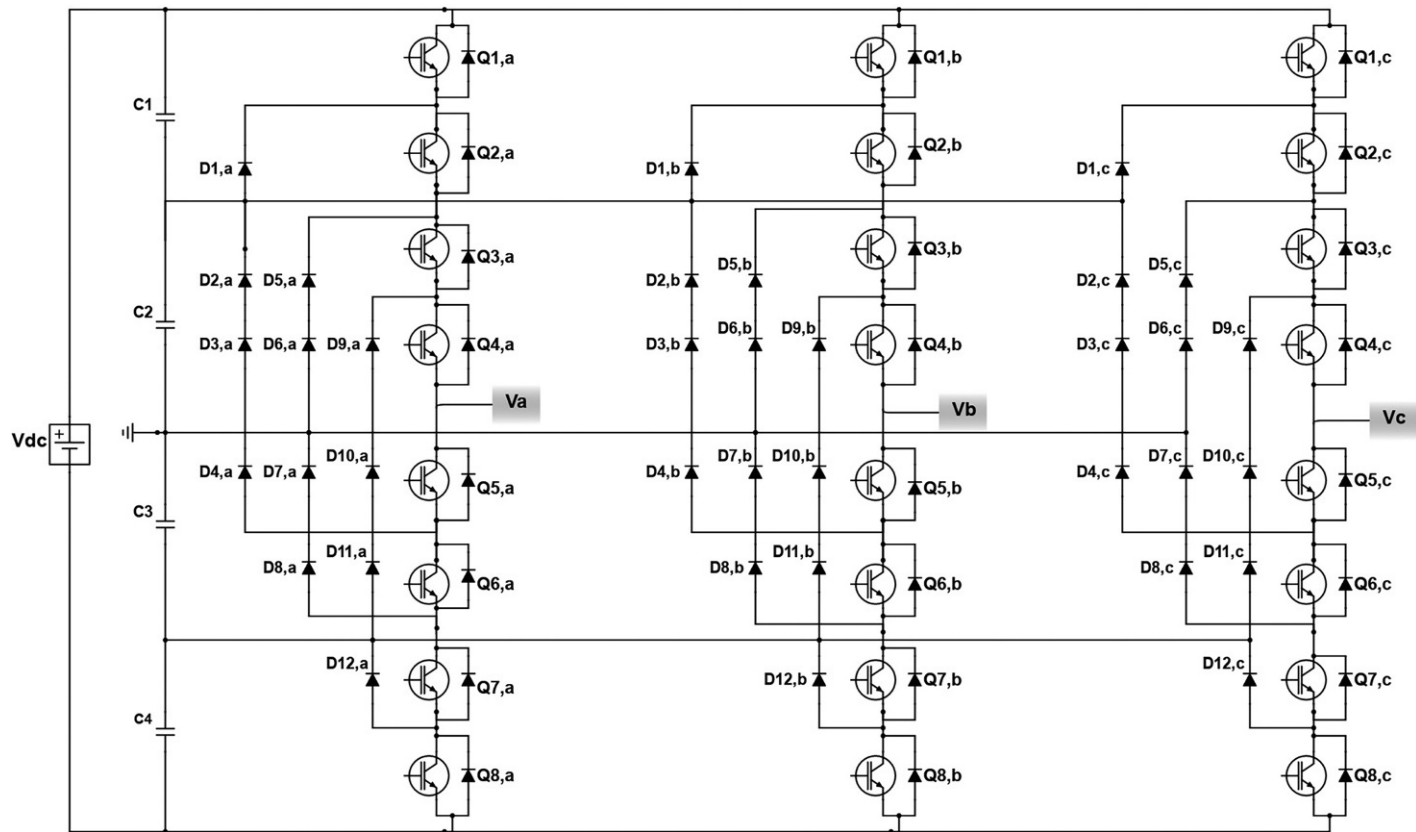 Q1,a
Q1,b
Q1,c
C1
Q2,a
Q2,b
Q2,c
D1,a
D1,b
D1,c
Q3,a
Q3,b
Q3,c
D2,a
D5,a
D2,b
D5,b
D2,c
D5,c
C2
D3,a
D6,a
D9,a
Q4,a
D3,b
D6,b
D9,b
Q4,b
D3,c
D6,c
D9,c
Q4,c
Va
Vb
Vc
Vdc
+
D4,a
D7,a
D10,a
Q5,a
D4,b
D7,b
D10,b
Q5,b
D4,c
D7,c
D10,c
Q5,c
C3
D8,a
D11,a
Q6,a
D8,b
D11,b
Q6,b
D8,c
D11,c
Q6,c
D12,a
Q7,a
D12,b
Q7,b
D12,c
Q7,c
C4
Q8,a
Q8,b
Q8,c